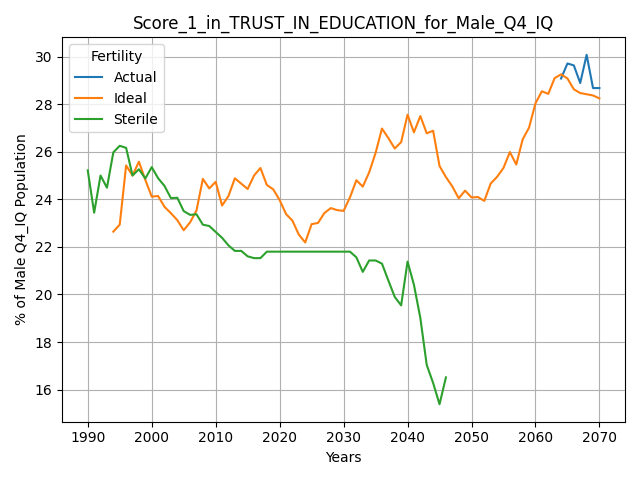 Score_1_in_TRUST_IN_EDUCATION_for_Male_Q4_IQ
Fertility
Actual
Ideal
Sterile
% of Male Q4_IQ Population
30
28
26
24
22
20
18
16
1990 2000 2010 2020 2030 2040 2050 2060 2070
Years